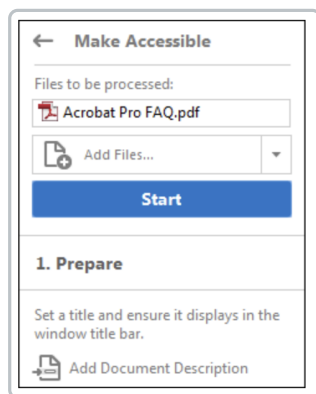 Make Accessible
Files to be processed:
Acrobat Pro FAQ.pdf
Add Files...
Start
1. Prepare
Set a title and ensure it displays in the
window title bar.
Add Document Description